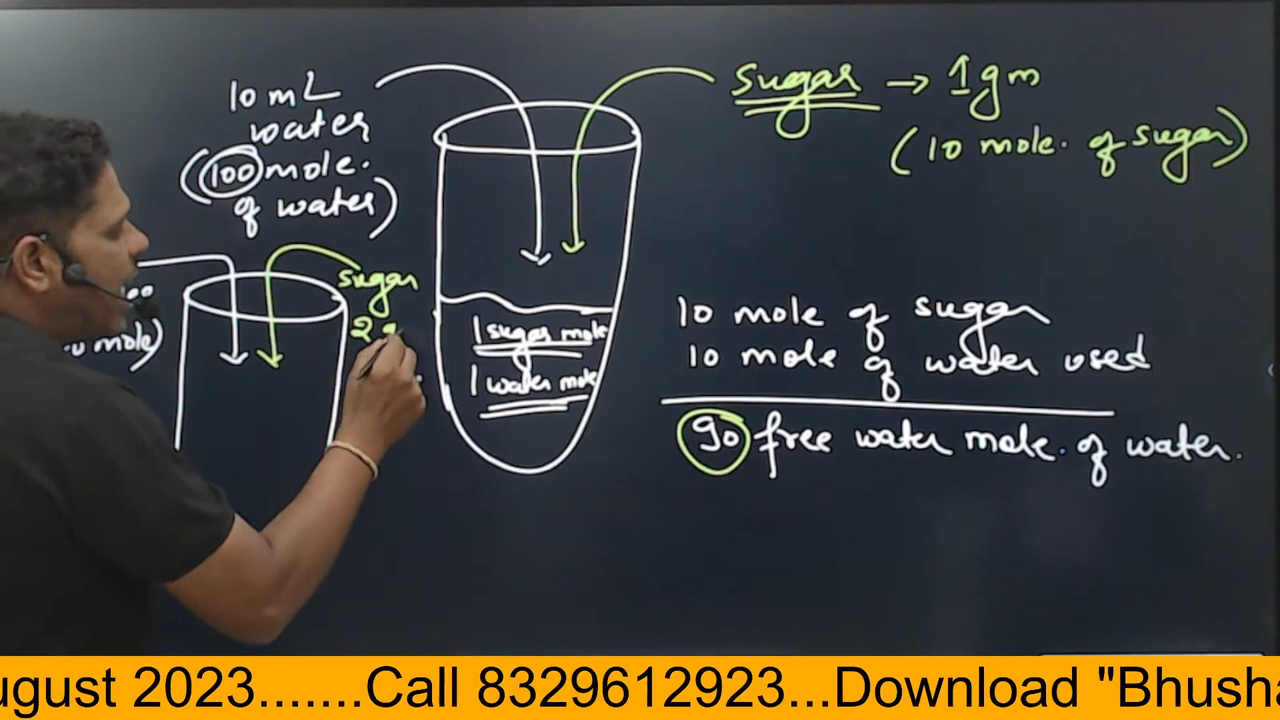 10 mL
water
(100 mole.
of water)
sugar → 1 gm
(10 mole. of sugar)
sugar
2 g
mole)
1 sugar mole
1 water mole
10 mole of sugar
10 mole of water used
90 free water mole. of water.
ugust 2023.......Call 8329612923...Download "Bhusha